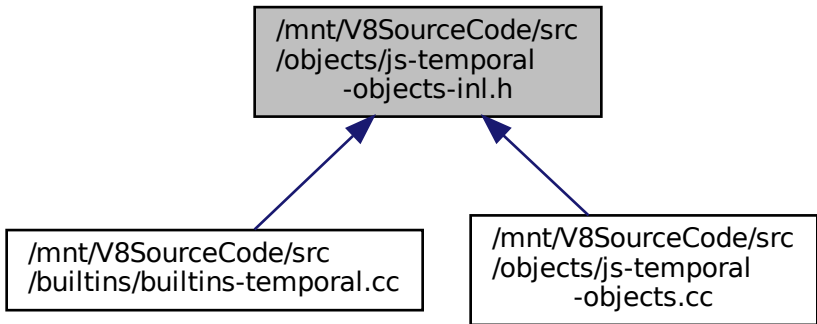 /mnt/V8SourceCode/src
/objects/js-temporal
-objects-inl.h
/mnt/V8SourceCode/src
/builtins/builtins-temporal.cc
/mnt/V8SourceCode/src
/objects/js-temporal
-objects.cc